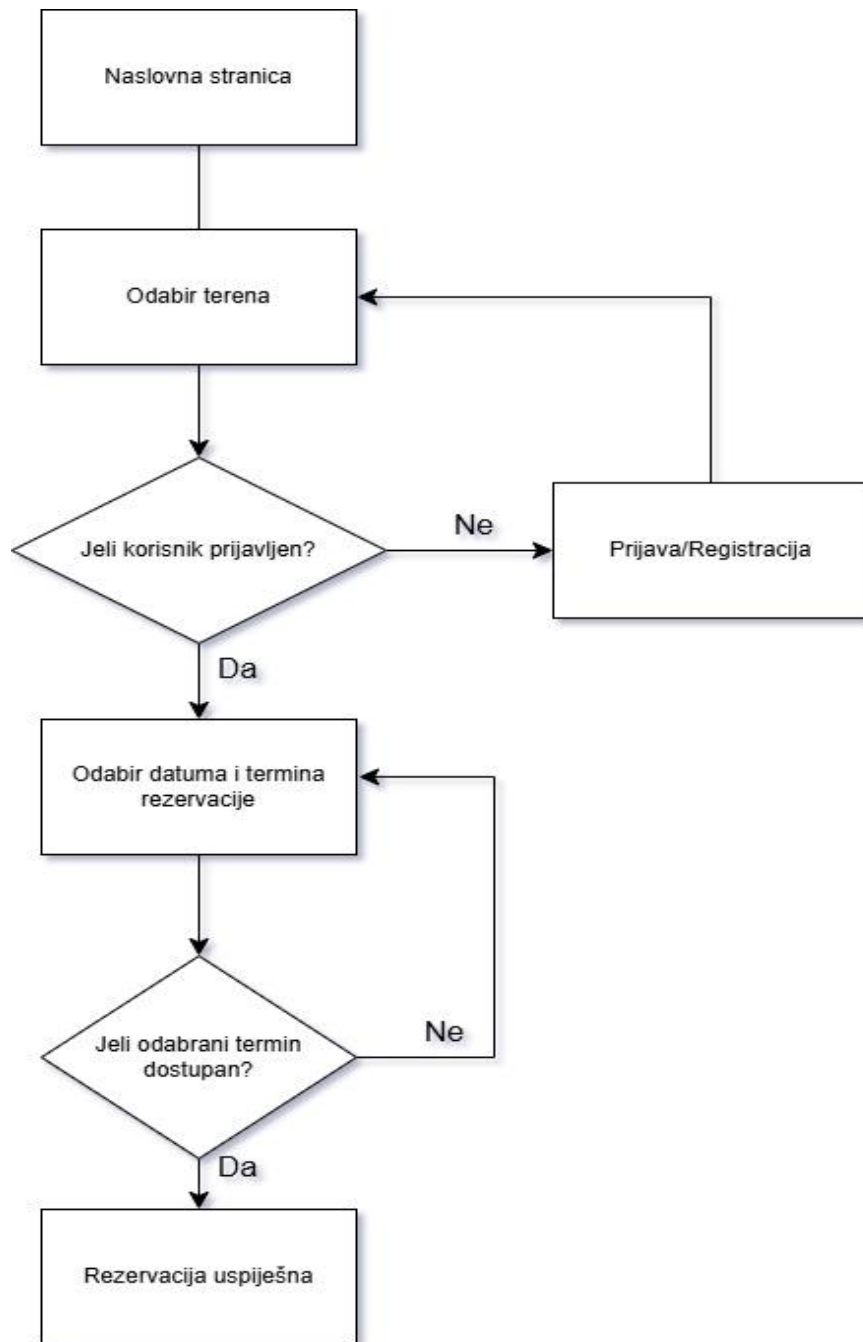 Naslovna stranica
Odabir terena
Jeli korisnik prijavljen?
Ne
Prijava/Registracija
Da
Odabir datuma i termina
rezervacije
Jeli odabrani termin
dostupan?
Ne
Da
Rezervacija uspiješna